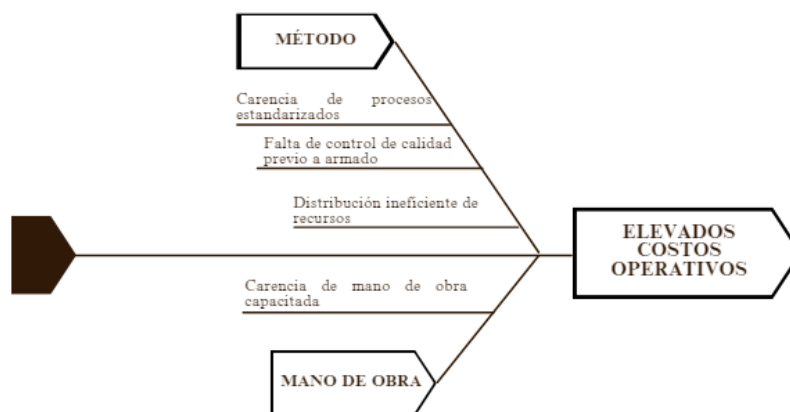 MÉTODO
Carencia de procesos
estandarizados
Falta de control de calidad
previo a armado
Distribución ineficiente de
recursos
ELEVADOS
COSTOS
OPERATIVOS
Carencia de mano de obra
capacitada
MANO DE OBRA